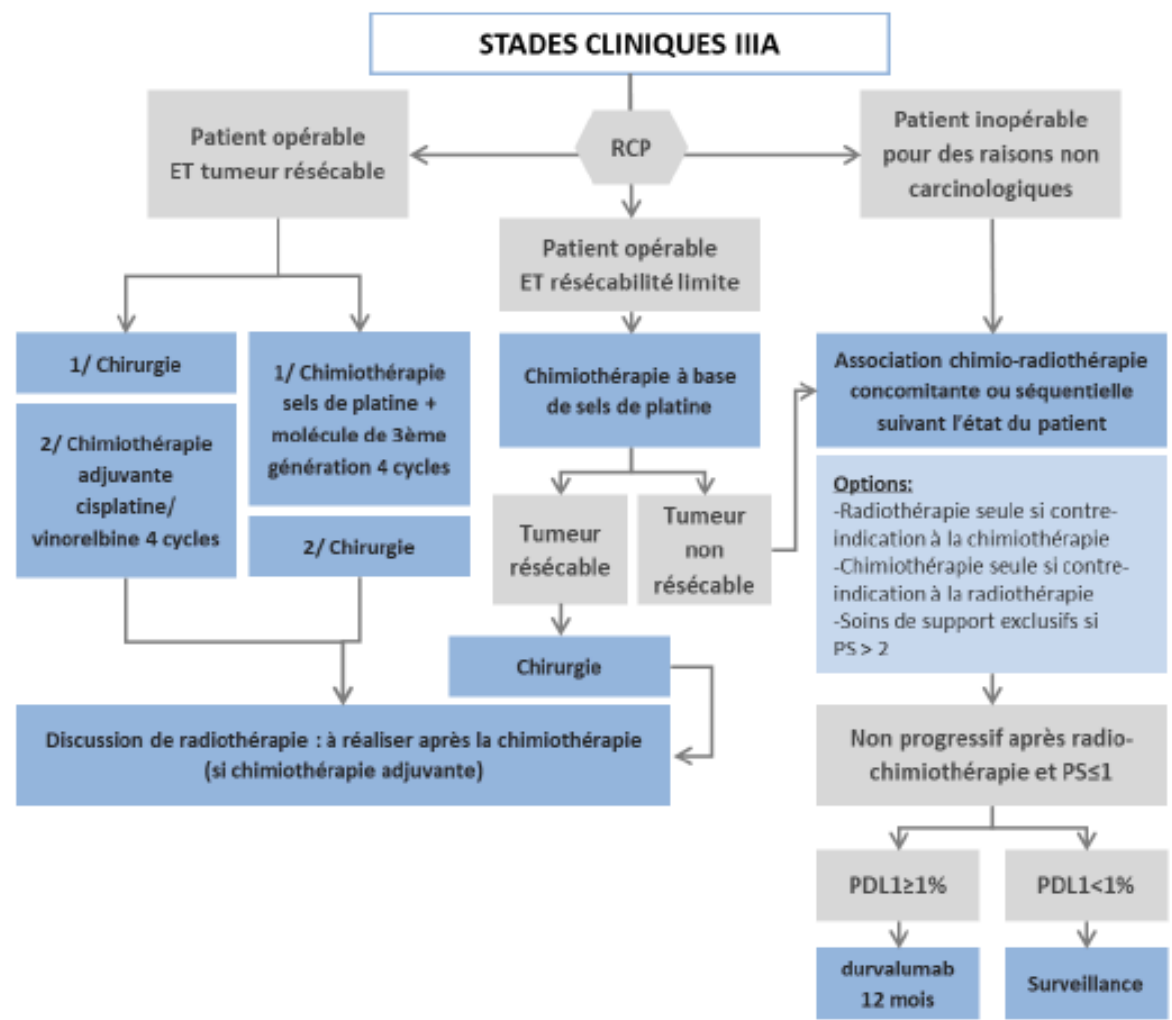 STADES CLINIQUES IIIA
Patient opérable
ET tumeur résécable
RCP
Patient inopérable
pour des raisons non
carcinologiques
Patient opérable
ET résécabilité limite
1/ Chirurgie
2/ Chimiothérapie
adjuvante
cisplatine/
vinorelbine 4 cycles
1/ Chimiothérapie
sels de platine +
molécule de 3ème
génération 4 cycles
2/ Chirurgie
Chimiothérapie à base
de sels de platine
Tumeur
résécable
Tumeur
non
résécable
Chirurgie
Discussion de radiothérapie : à réaliser après la chimiothérapie
(si chimiothérapie adjuvante)
Association chimio-radiothérapie
concomitante ou séquentielle
suivant l'état du patient
Options:
-Radiothérapie seule si contre-
indication à la chimiothérapie
-Chimiothérapie seule si contre-
indication à la radiothérapie
-Soins de support exclusifs si
PS > 2
Non progressif après radio-
chimiothérapie et PS≤1
PDL1≥1%
PDL1<1%
durvalumab
12 mois
Surveillance